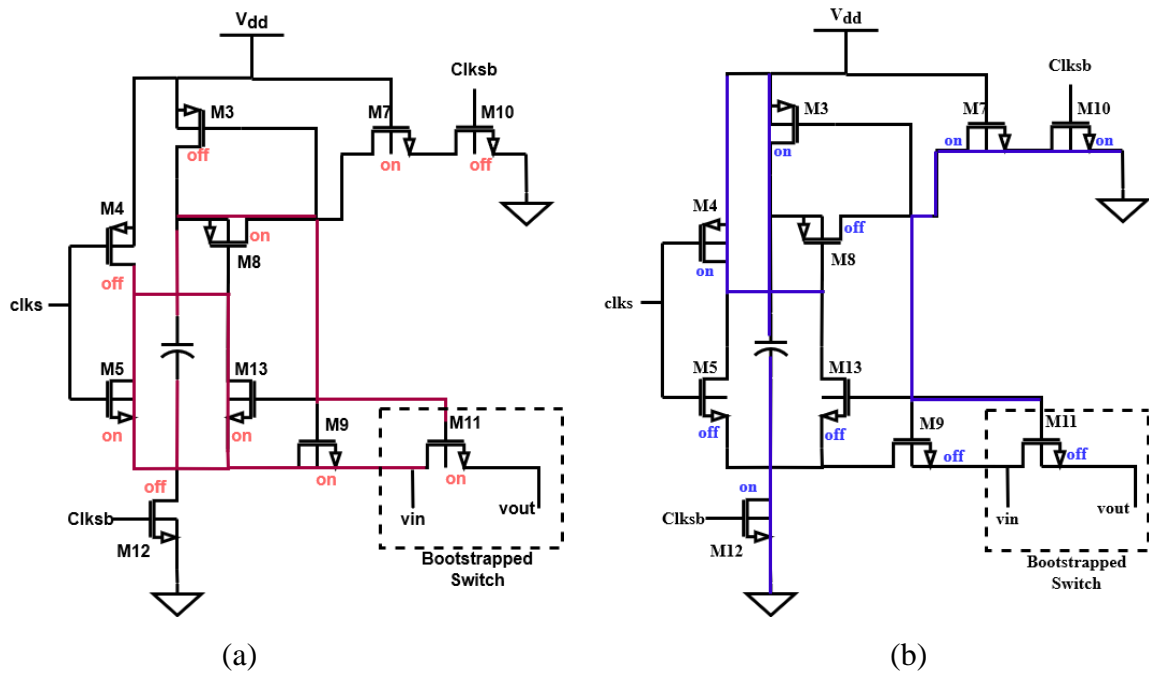 Vdd
Clksb
M3
M7
M10
off
on
off
M4
on
M8
off
clks
M5
M13
on
on
M9
M11
off
on
on
Clksb
vin
vout
M12
Bootstrapped
Switch
(a)
Vdd
Clksb
M3
M7
M10
on
on
on
M4
off
M8
on
clks
M5
M13
off
off
M9
M11
off
off
on
Clksb
vin
vout
M12
Bootstrapped
Switch
(b)